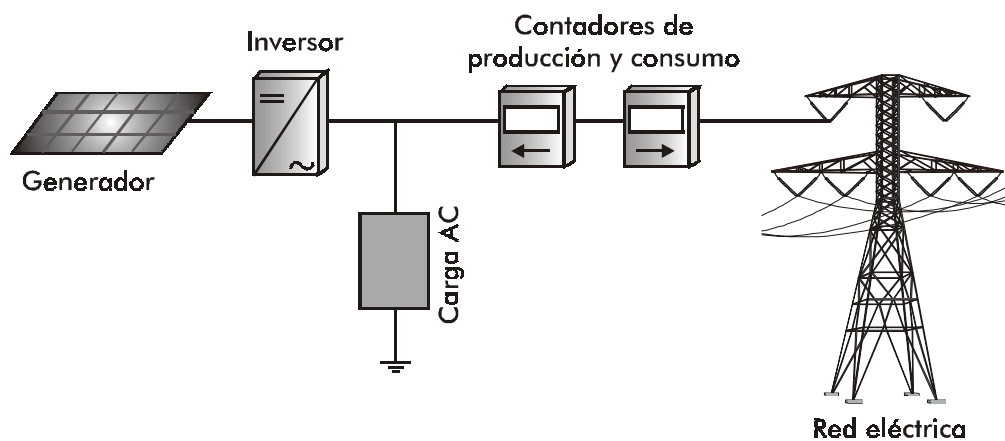 Inversor
Contadores de
producción y consumo
Generador
Carga AC
Red eléctrica